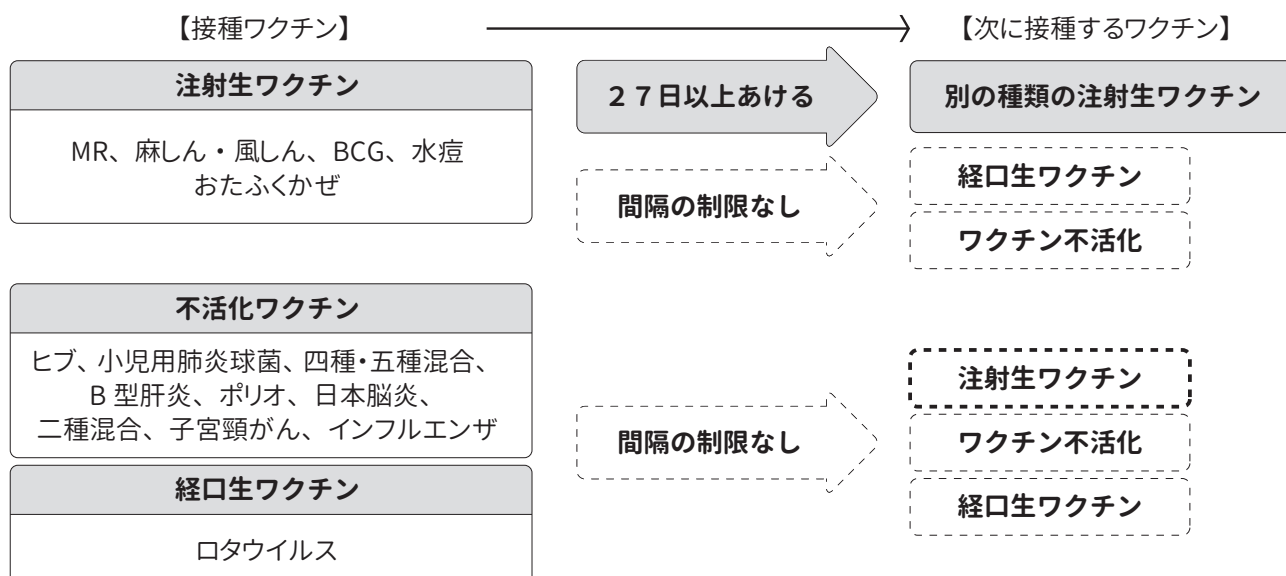 【接種ワクチン】
【次に接種するワクチン】
注射生ワクチン
MR、麻しん・風しん、BCG、水痘
おたふくかぜ
２７日以上あける
別の種類の注射生ワクチン
間隔の制限なし
経口生ワクチン
ワクチン不活化
不活化ワクチン
ヒブ、小児用肺炎球菌、四種・五種混合、
B 型肝炎、ポリオ、日本脳炎、
二種混合、子宮頸がん、インフルエンザ
経口生ワクチン
ロタウイルス
間隔の制限なし
注射生ワクチン
ワクチン不活化
経口生ワクチン